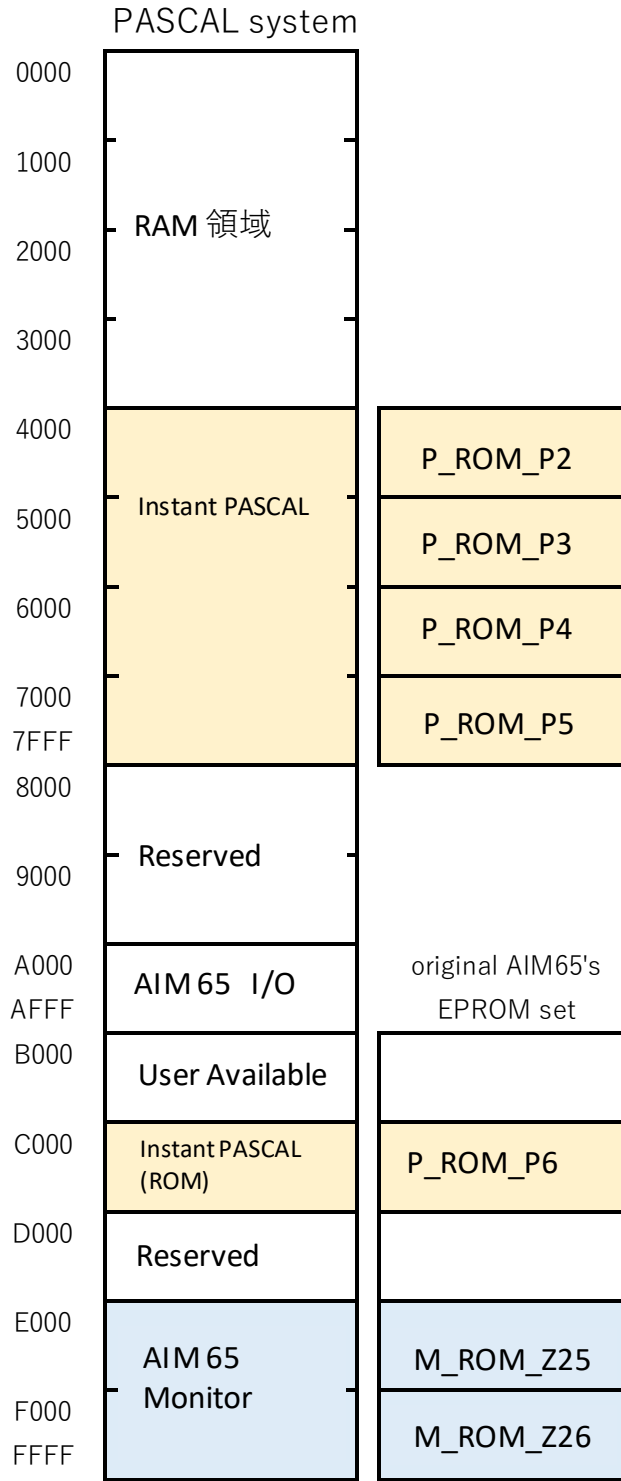 PASCAL system
0000
1000
RAM 領域
2000
3000
4000
P_ROM_P2
Instant PASCAL
5000
P_ROM_P3
6000
P_ROM_P4
7000
P_ROM_P5
7FFF
8000
Reserved
9000
A000
original AIM65's
AIM 65 I/O
AFFF
EPROM set
B000
User Available
C000
Instant PASCAL
(ROM)
P_ROM_P6
D000
Reserved
E000
AIM 65
M_ROM_Z25
Monitor
F000
M_ROM_Z26
FFFF